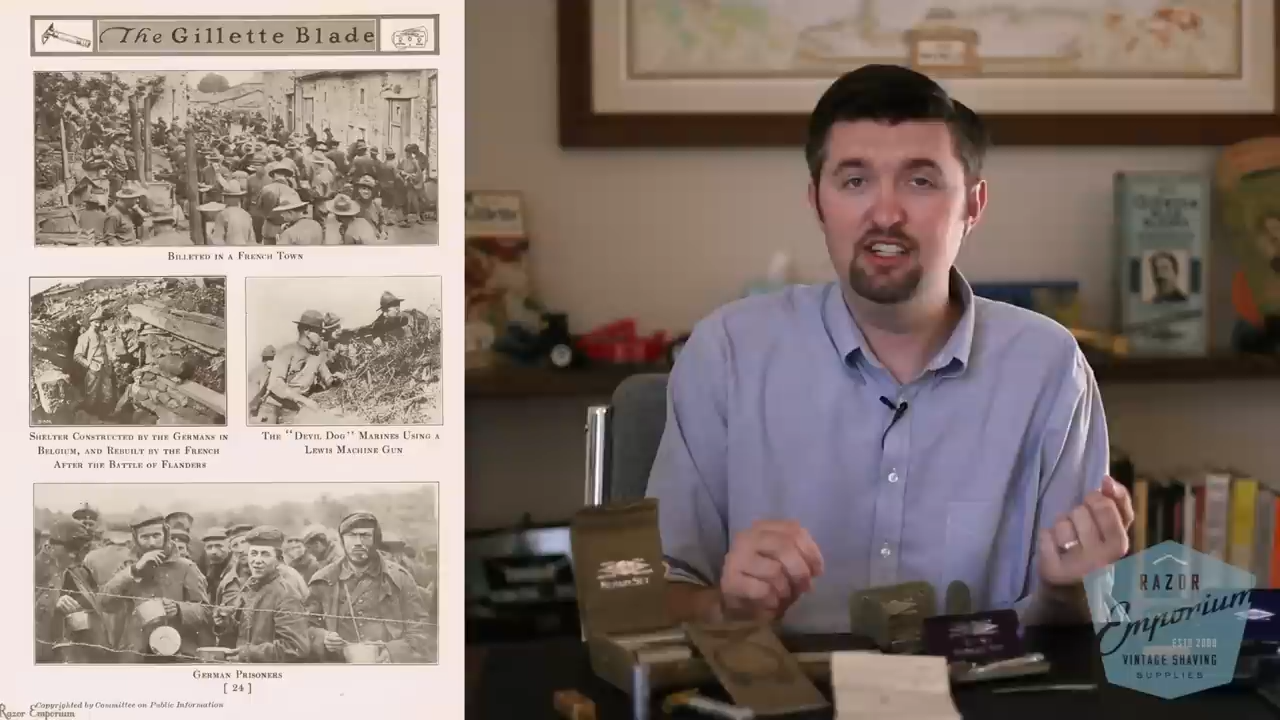 The Gillette Blade
Billeted in a French Town
Shelter Constructed by the Germans in
Belgium, and Rebuilt by the French
After the Battle of Flanders
The "Devil Dog" Marines Using a
Lewis Machine Gun
German Prisoners
[ 24 ]
Copyrighted by Committee on Public Information
Razor Emporium
RAZOR
Emporium
ESTD 2008
VINTAGE SHAVING
SUPPLIES